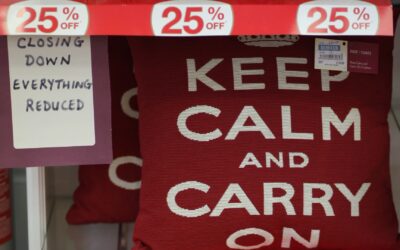 25% OFF 25% OFF 25% OFF
CLOSING
DOWN
EVERYTHING
REDUCED
KEEP
CALM
AND
CARRY
ON